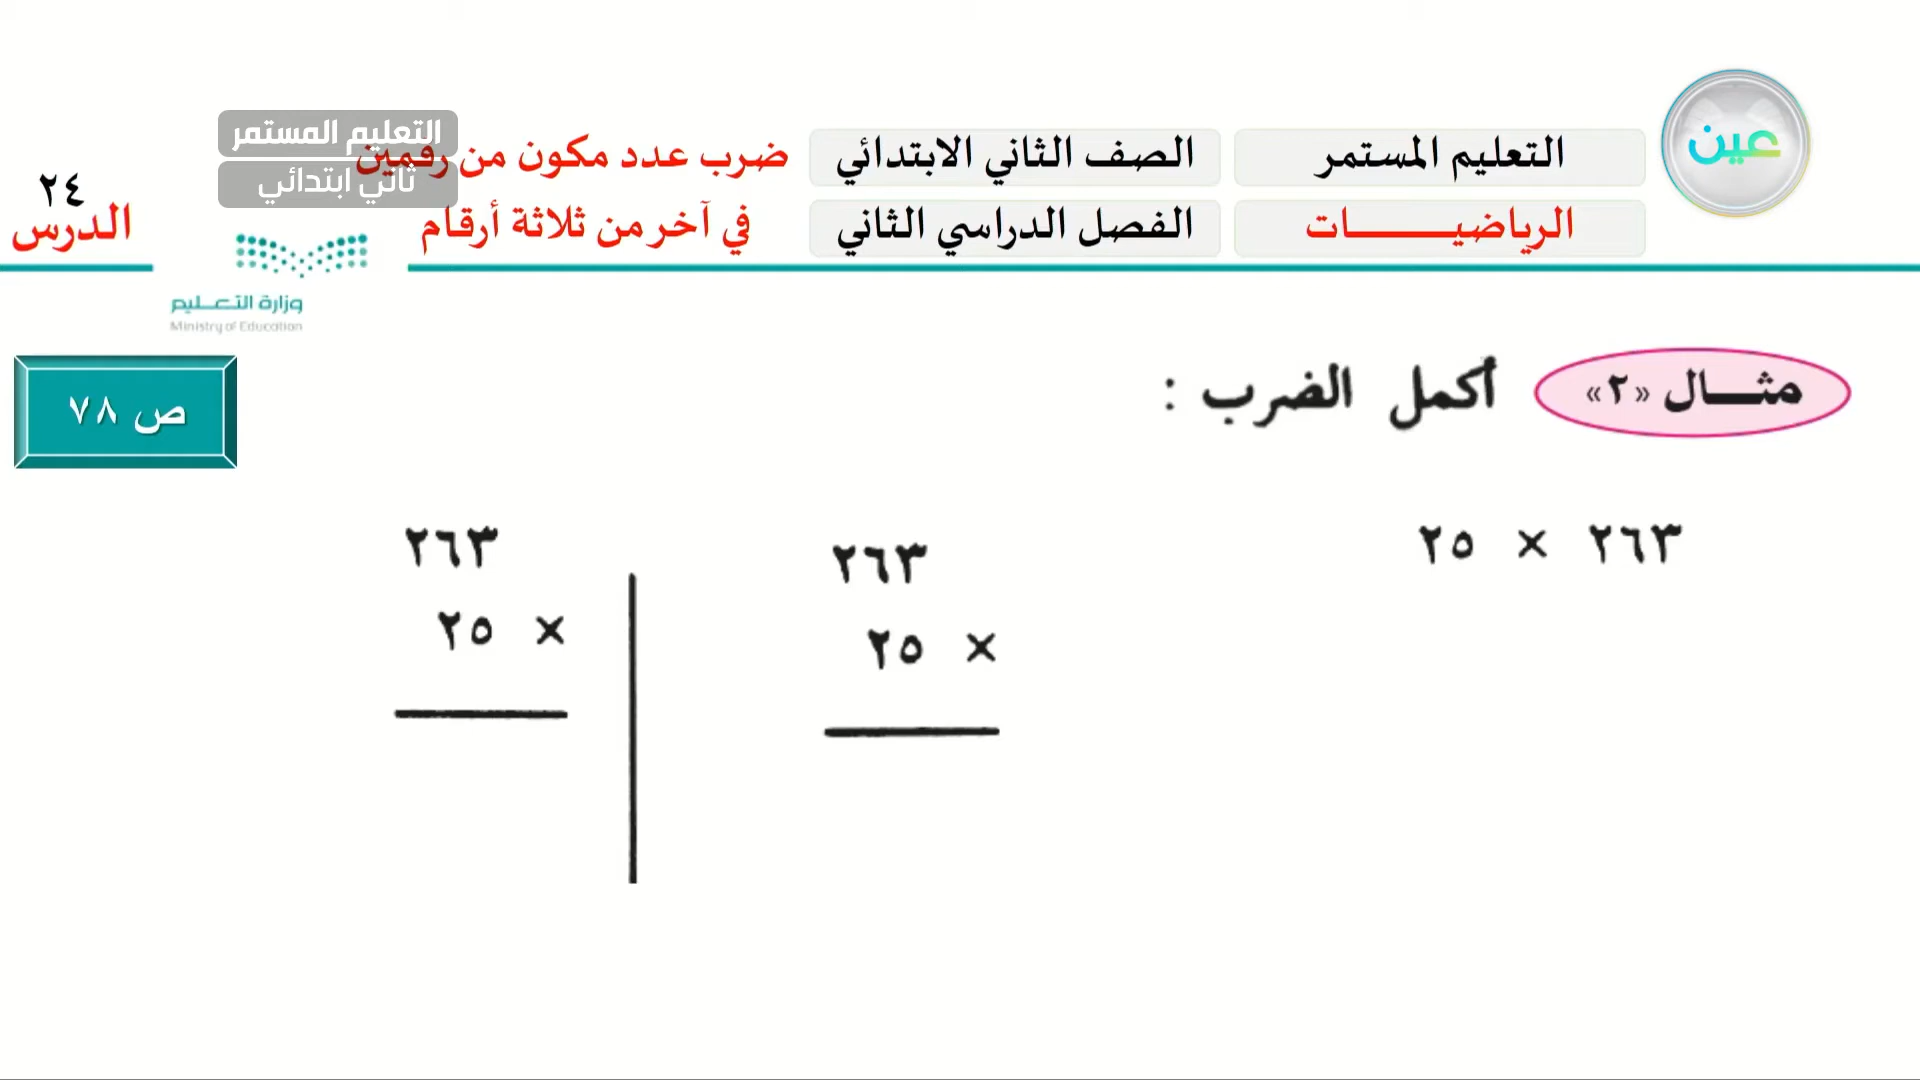 عين
التعليم المستمر
الصف الثاني الابتدائي
ضرب عدد مكون من رقمين
التعليم المستمر
ثاني ابتدائي
الرياضيـــــات
الفصل الدراسي الثاني
في آخر من ثلاثة أرقام
٢٤
الدرس
وزارة التعليم
Ministry of Education
مثـــال «٢» أكمل الضرب :
ص ٧٨
٢٦٣ × ٢٥
٢٦٣
× ٢٥
٢٦٣
× ٢٥